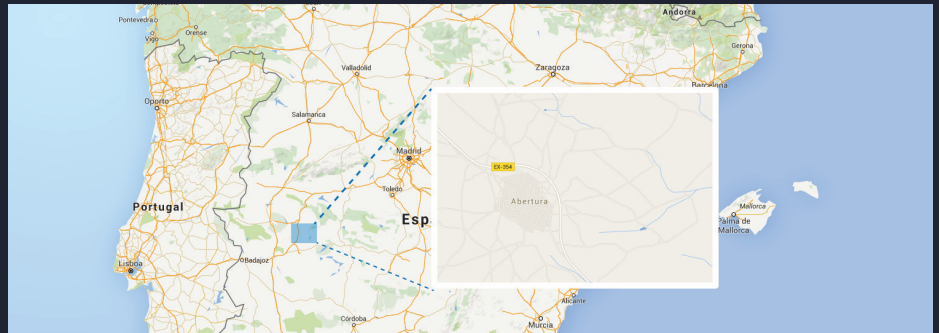 Andorra
Pontevedra
Vigo
Orense
Gerona
Valladolid
Zaragoza
Barcelona
Oporto
Salamanca
Madrid
EX-354
Toledo
Abertura
Portugal
Mallorca
Esp
Palma de
Mallorca
Badajoz
Lisboa
Alicante
Córdoba
Murcia